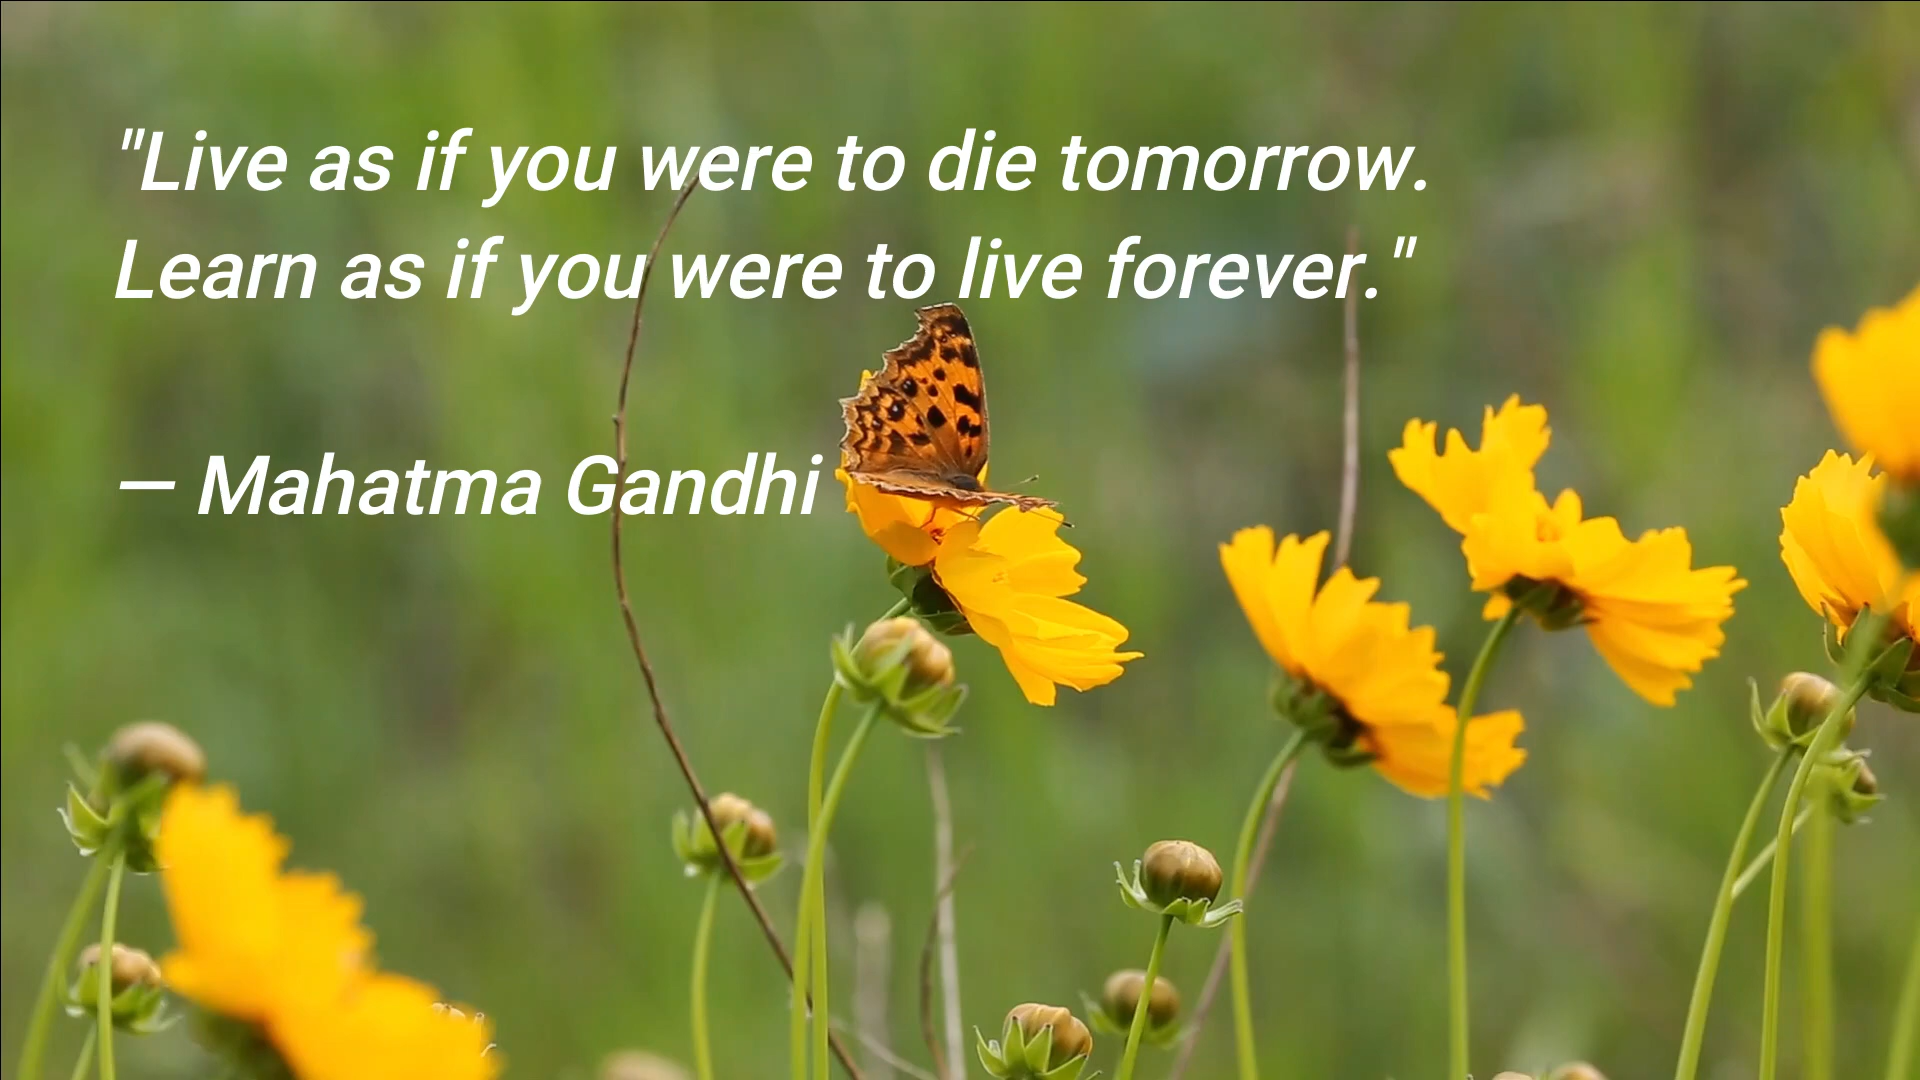 "Live as if you were to die tomorrow.
Learn as if you were to live forever."
— Mahatma Gandhi